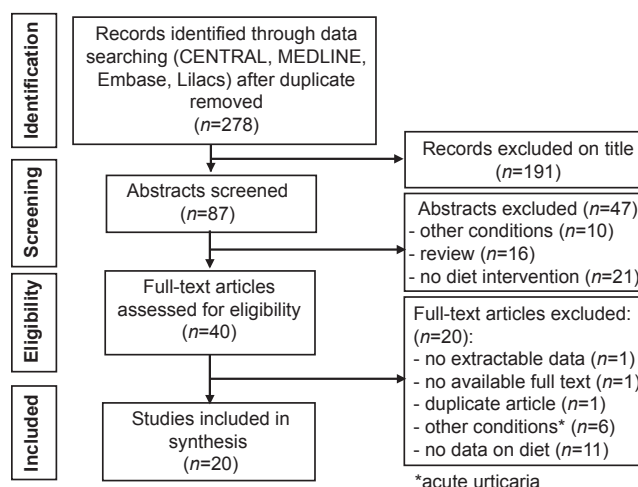 Identification
Records identified through data
searching (CENTRAL, MEDLINE,
Embase, Lilacs) after duplicate
removed
(n=278)
Records excluded on title
(n=191)
Screening
Abstracts screened
(n=87)
Abstracts excluded (n=47)
- other conditions (n=10)
- review (n=16)
- no diet intervention (n=21)
Eligibility
Full-text articles
assessed for eligibility
(n=40)
Full-text articles excluded:
(n=20):
- no extractable data (n=1)
- no available full text (n=1)
- duplicate article (n=1)
- other conditions* (n=6)
- no data on diet (n=11)
Included
Studies included in
synthesis
(n=20)
*acute urticaria